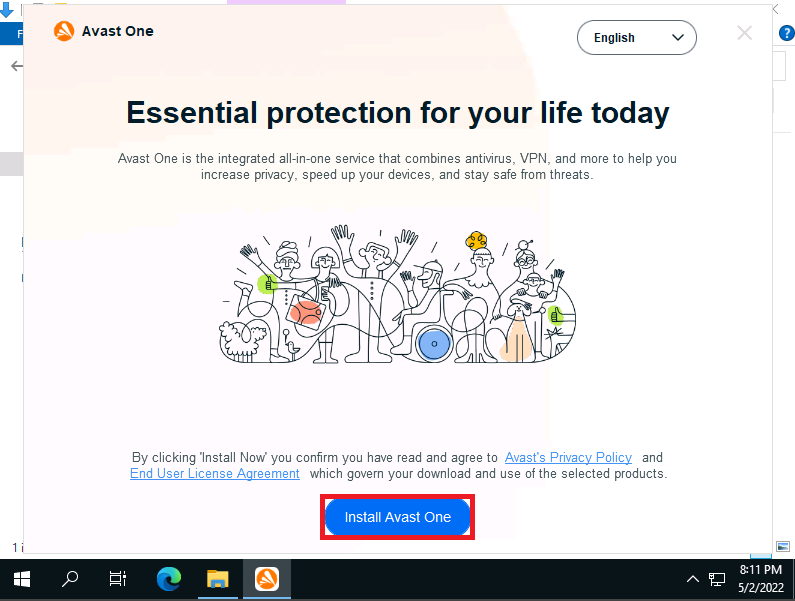 Avast One
English
Essential protection for your life today
Avast One is the integrated all-in-one service that combines antivirus, VPN, and more to help you
increase privacy, speed up your devices, and stay safe from threats.
By clicking 'Install Now' you confirm you have read and agree to Avast's Privacy Policy and
End User License Agreement which govern your download and use of the selected products.
Install Avast One
8:11 PM
5/2/2022